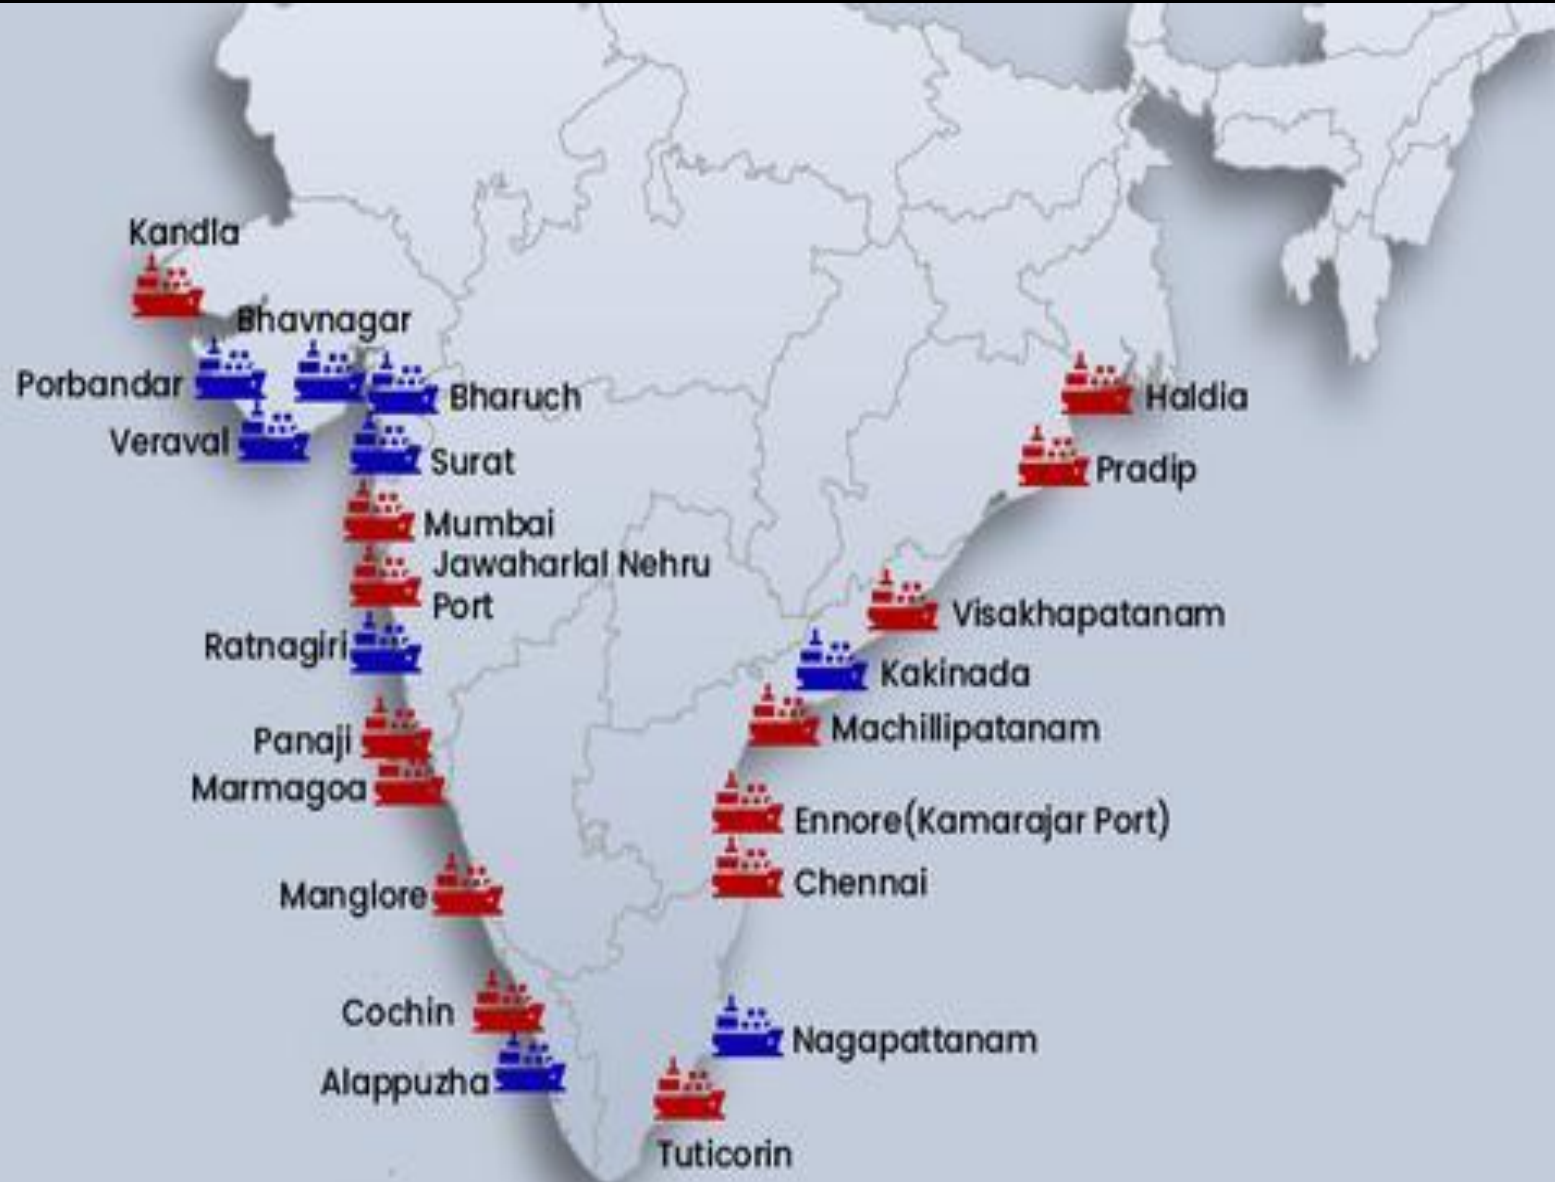 Kandla
Bhavnagar
Porbandar
Bharuch
Haldia
Veraval
Surat
Pradip
Mumbai
Jawaharlal Nehru
Port
Visakhapatanam
Ratnagiri
Kakinada
Panaji
Machillipatanam
Marmagoa
Ennore(Kamarajar Port)
Chennai
Manglore
Cochin
Nagapattanam
Alappuzha
Tuticorin